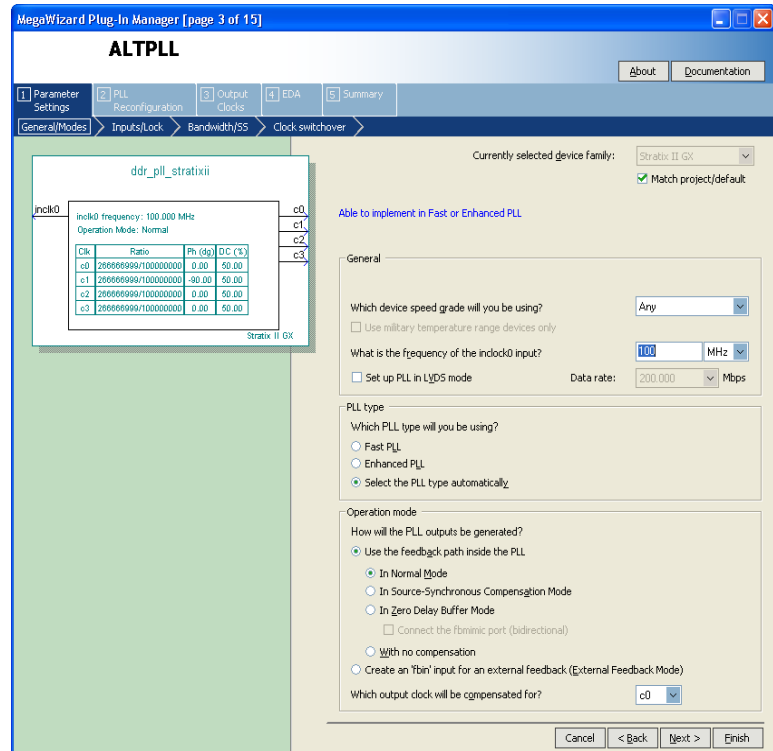 MegaWizard Plug-In Manager [page 3 of 15]
ALTPLL
About
Documentation
1 Parameter Settings
2 PLL Reconfiguration
3 Output Clocks
4 EDA
5 Summary
General/Modes
Inputs/Lock
Bandwidth/SS
Clock switchover
ddr_pll_stratixii
inclk0
inclk0 frequency: 100.000 MHz
Operation Mode: Normal
Clk Ratio Ph (dg) DC (%)
c0 266666999/100000000 0.00 50.00
c1 266666999/100000000 -90.00 50.00
c2 266666999/100000000 0.00 50.00
c3 266666999/100000000 0.00 50.00
c0
c1
c2
c3
Stratix II GX
Currently selected device family: Stratix II GX
Match project/default
Able to implement in Fast or Enhanced PLL
General
Which device speed grade will you be using? Any
Use military temperature range devices only
What is the frequency of the inclock0 input? 100 MHz
Set up PLL in LVDS mode Data rate: 200.000 Mbps
PLL type
Which PLL type will you be using?
Fast PLL
Enhanced PLL
Select the PLL type automatically
Operation mode
How will the PLL outputs be generated?
Use the feedback path inside the PLL
In Normal Mode
In Source-Synchronous Compensation Mode
In Zero Delay Buffer Mode
Connect the fbmimic port (bidirectional)
With no compensation
Create an 'fbin' input for an external feedback (External Feedback Mode)
Which output clock will be compensated for? c0
Cancel
< Back
Next >
Finish